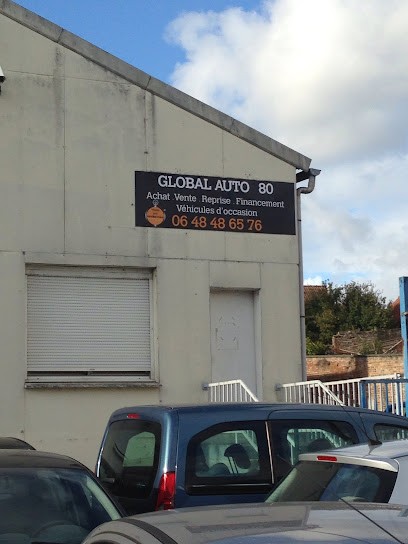 GLOBAL AUTO 80
Achat . Vente . Reprise . Financement
Véhicules d'occasion
06 48 48 65 76